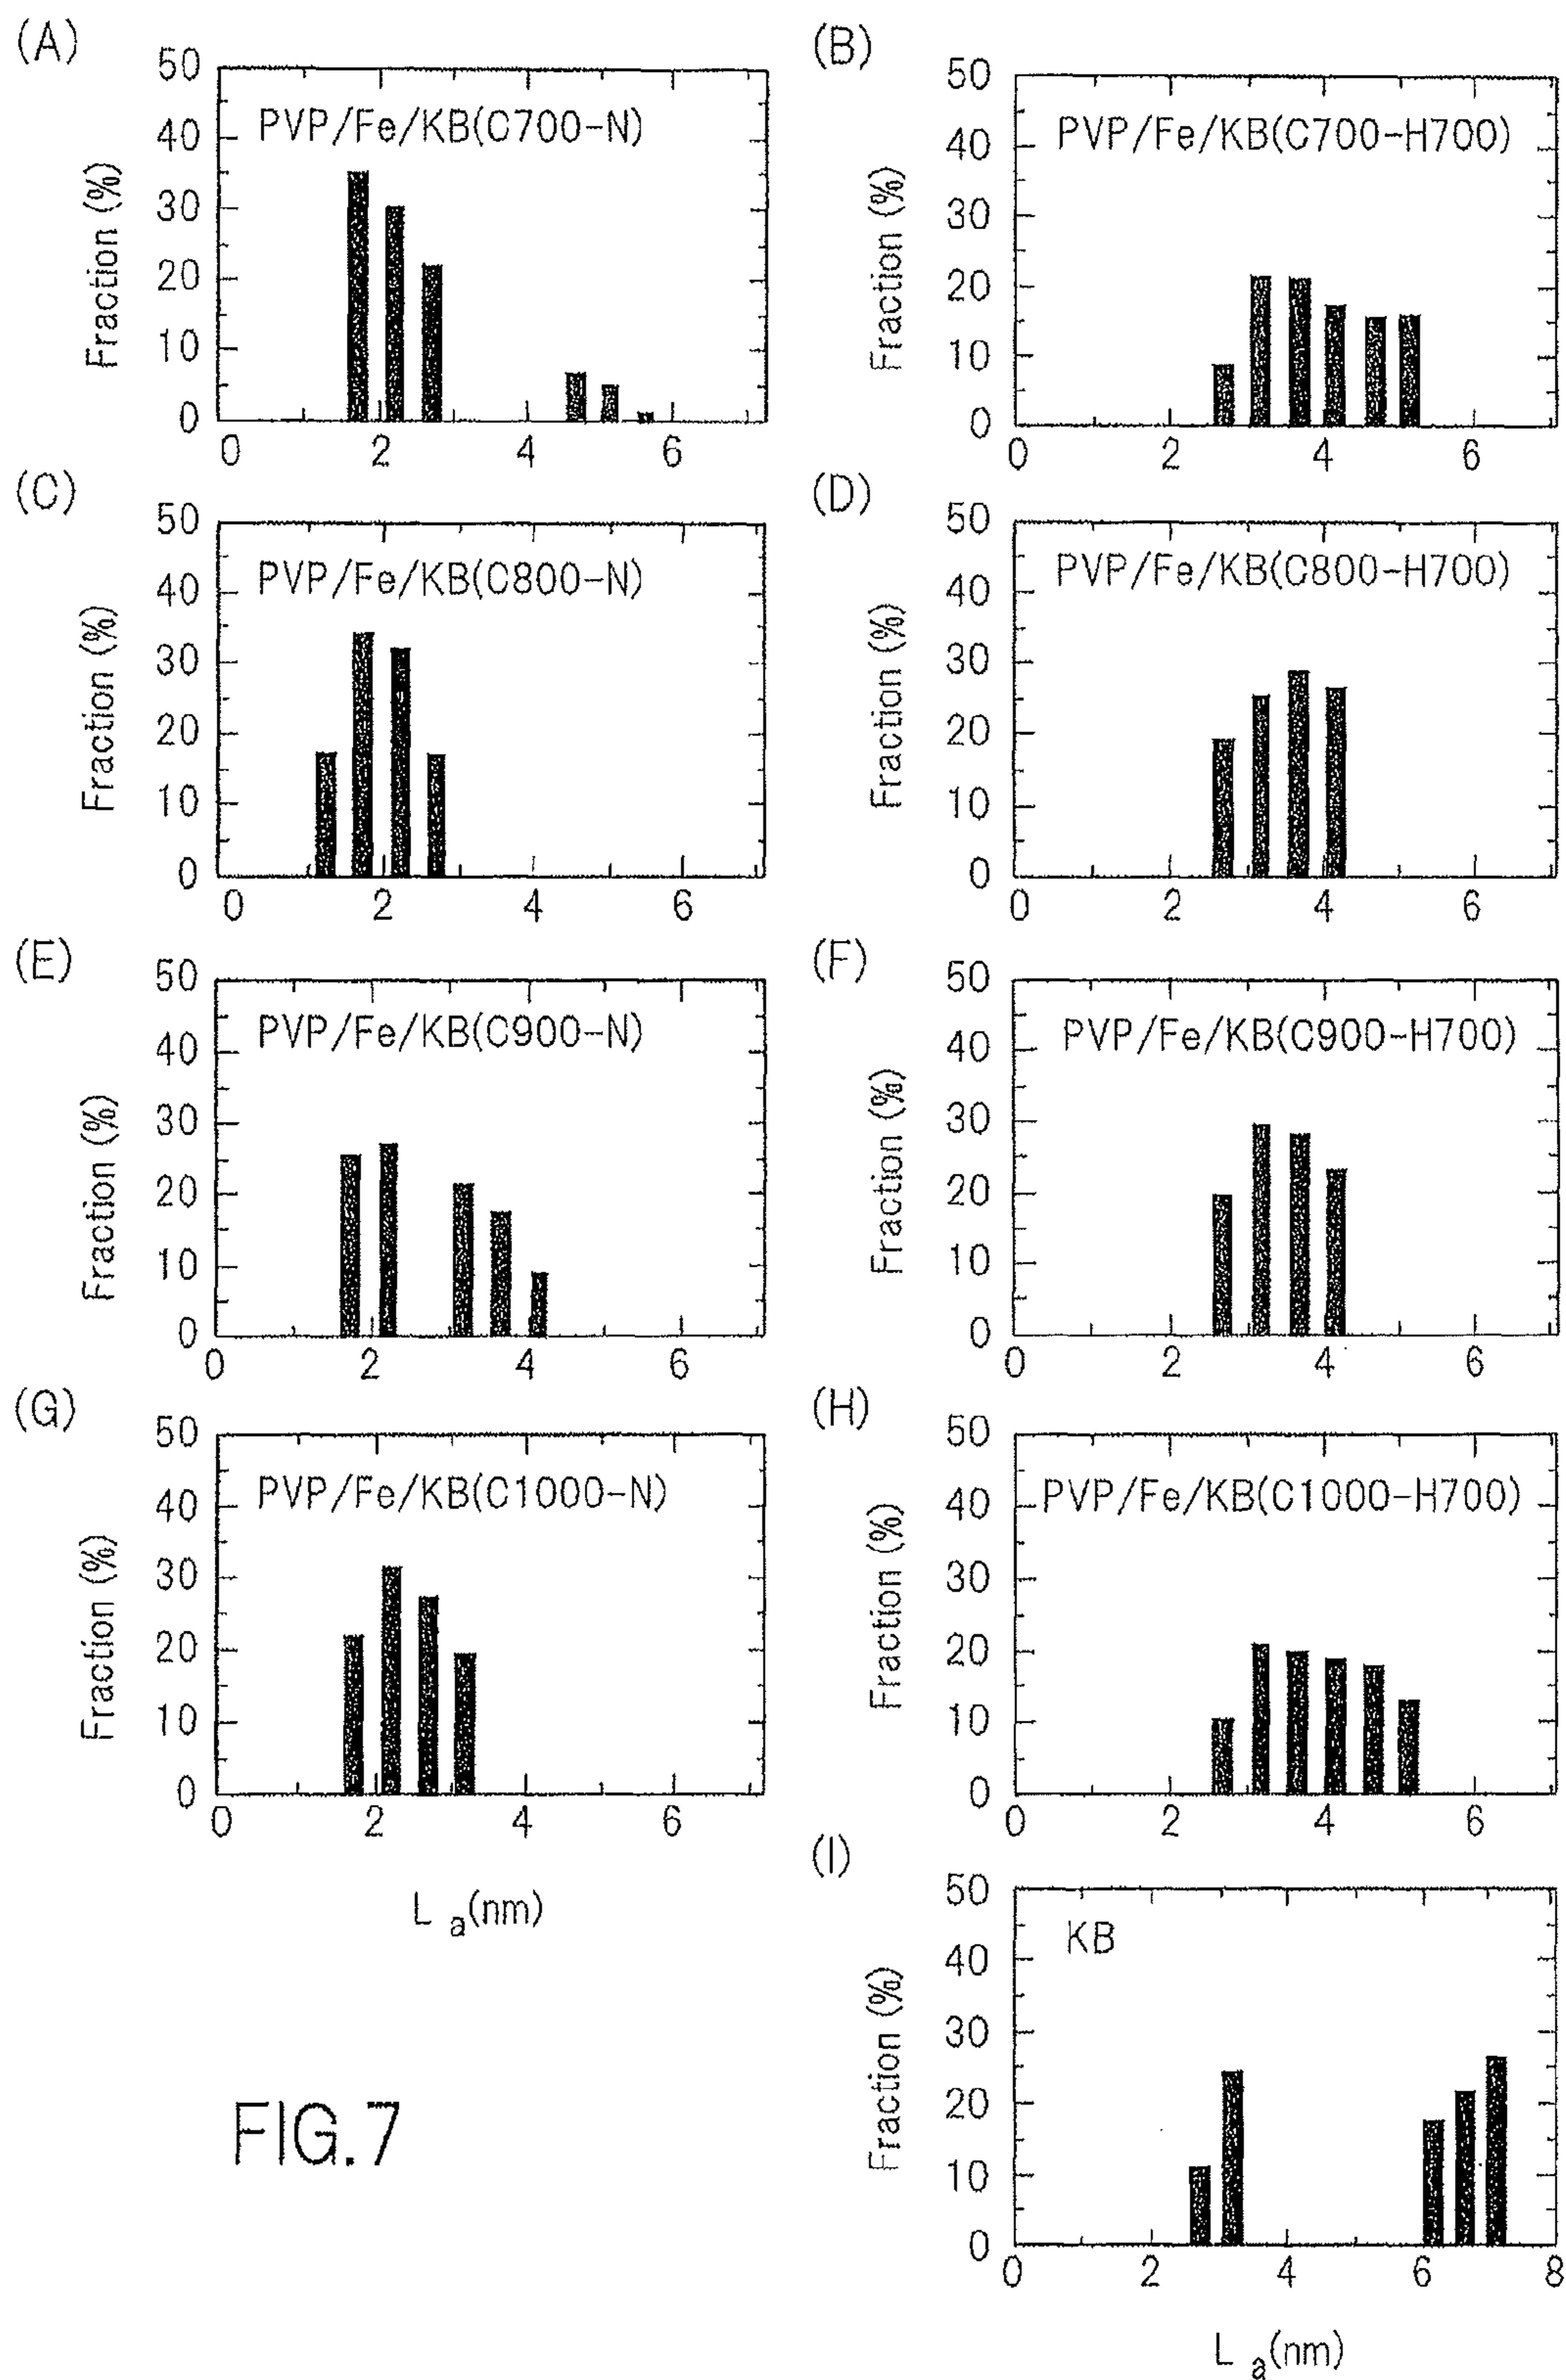 (A)
50
40
30
20
10
0
Fraction (%)
PVP/Fe/KB(C700-N)
0 2 4 6
(B)
50
40
30
20
10
0
Fraction (%)
PVP/Fe/KB(C700-H700)
0 2 4 6
(C)
50
40
30
20
10
0
Fraction (%)
PVP/Fe/KB(C800-N)
0 2 4 6
(D)
50
40
30
20
10
0
Fraction (%)
PVP/Fe/KB(C800-H700)
0 2 4 6
(E)
50
40
30
20
10
0
Fraction (%)
PVP/Fe/KB(C900-N)
0 2 4 6
(F)
50
40
30
20
10
0
Fraction (%)
PVP/Fe/KB(C900-H700)
0 2 4 6
(G)
50
40
30
20
10
0
Fraction (%)
PVP/Fe/KB(C1000-N)
0 2 4 6
L a(nm)
(H)
50
40
30
20
10
0
Fraction (%)
PVP/Fe/KB(C1000-H700)
0 2 4 6
(I)
50
40
30
20
10
0
Fraction (%)
KB
0 2 4 6 8
L a(nm)
FIG.7